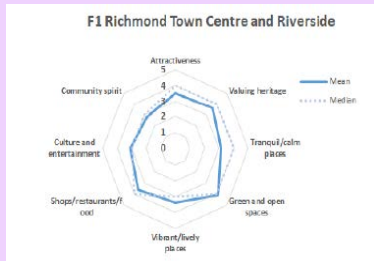 F1 Richmond Town Centre and Riverside
Attractiveness
5
4
3
2
1
0
Valuing heritage
Tranquil/calm
places
Green and open
spaces
Vibrant/lively
places
Shops/restaurants/f
ood
Culture and
entertainment
Community spirit
Mean
Median